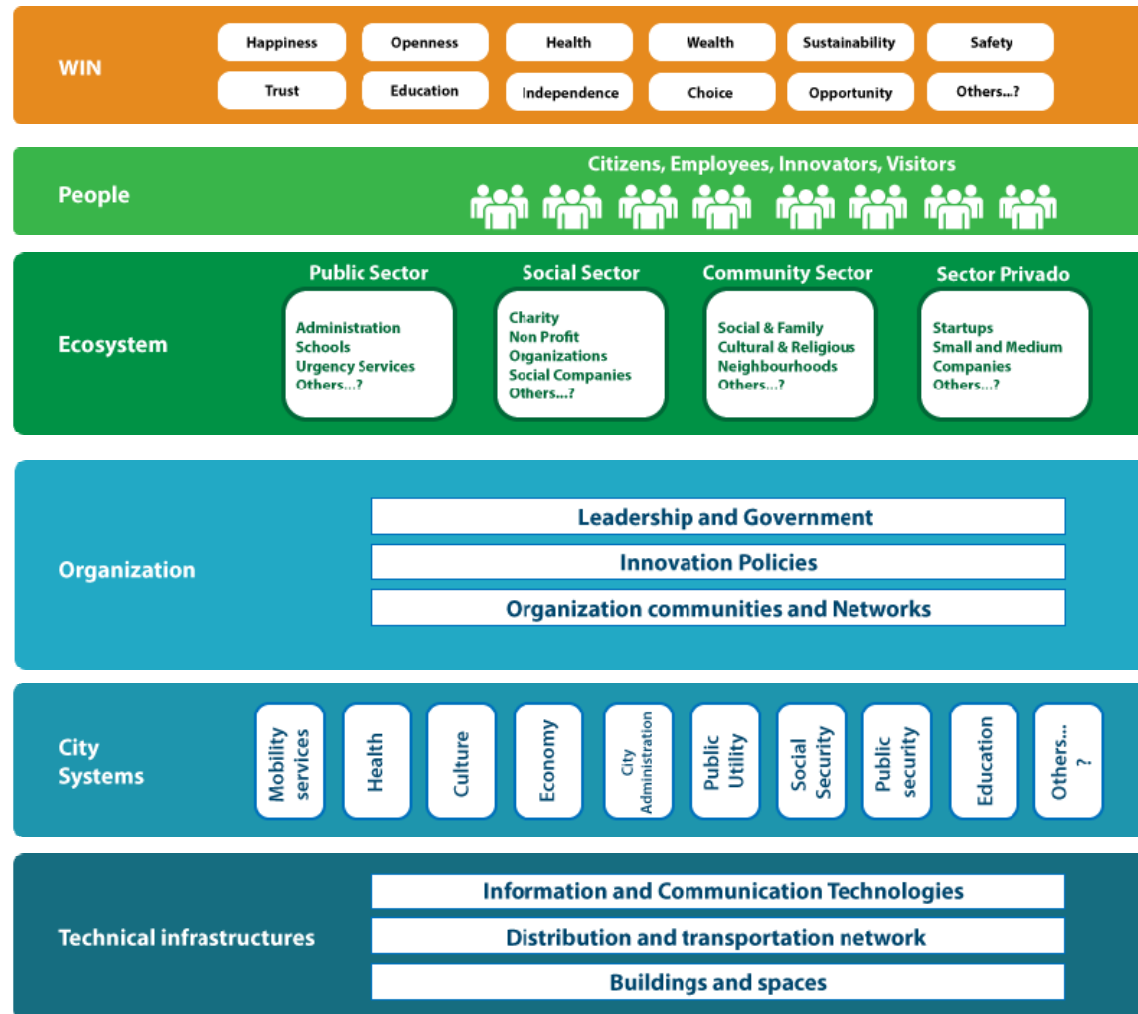 WIN
Happiness
Openness
Health
Wealth
Sustainability
Safety
Trust
Education
Independence
Choice
Opportunity
Others...?
People
Citizens, Employees, Innovators, Visitors
Ecosystem
Public Sector
Administration
Schools
Urgency Services
Others...?
Social Sector
Charity
Non Profit
Organizations
Social Companies
Others...?
Community Sector
Social & Family
Cultural & Religious
Neighbourhoods
Others...?
Sector Privado
Startups
Small and Medium
Companies
Others...?
Organization
Leadership and Government
Innovation Policies
Organization communities and Networks
City
Systems
Mobility
services
Health
Culture
Economy
City
Administration
Public
Utility
Social
Security
Public
security
Education
Others...
?
Technical infrastructures
Information and Communication Technologies
Distribution and transportation network
Buildings and spaces